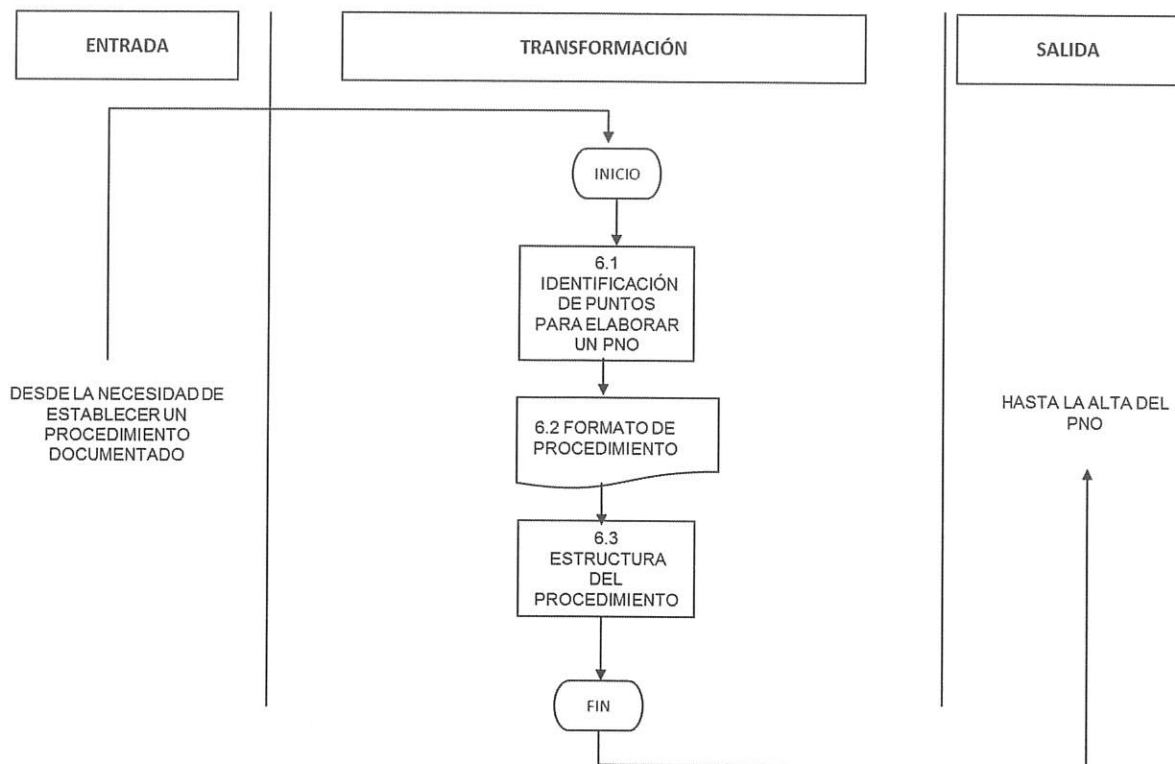 ENTRADA
TRANSFORMACIÓN
SALIDA
INICIO
6.1
IDENTIFICACIÓN
DE PUNTOS
PARA ELABORAR
UN PNO
DESDE LA NECESIDAD DE
ESTABLECER UN
PROCEDIMIENTO
DOCUMENTADO
6.2 FORMATO DE
PROCEDIMIENTO
HASTA LA ALTA DEL
PNO
6.3
ESTRUCTURA
DEL
PROCEDIMIENTO
FIN